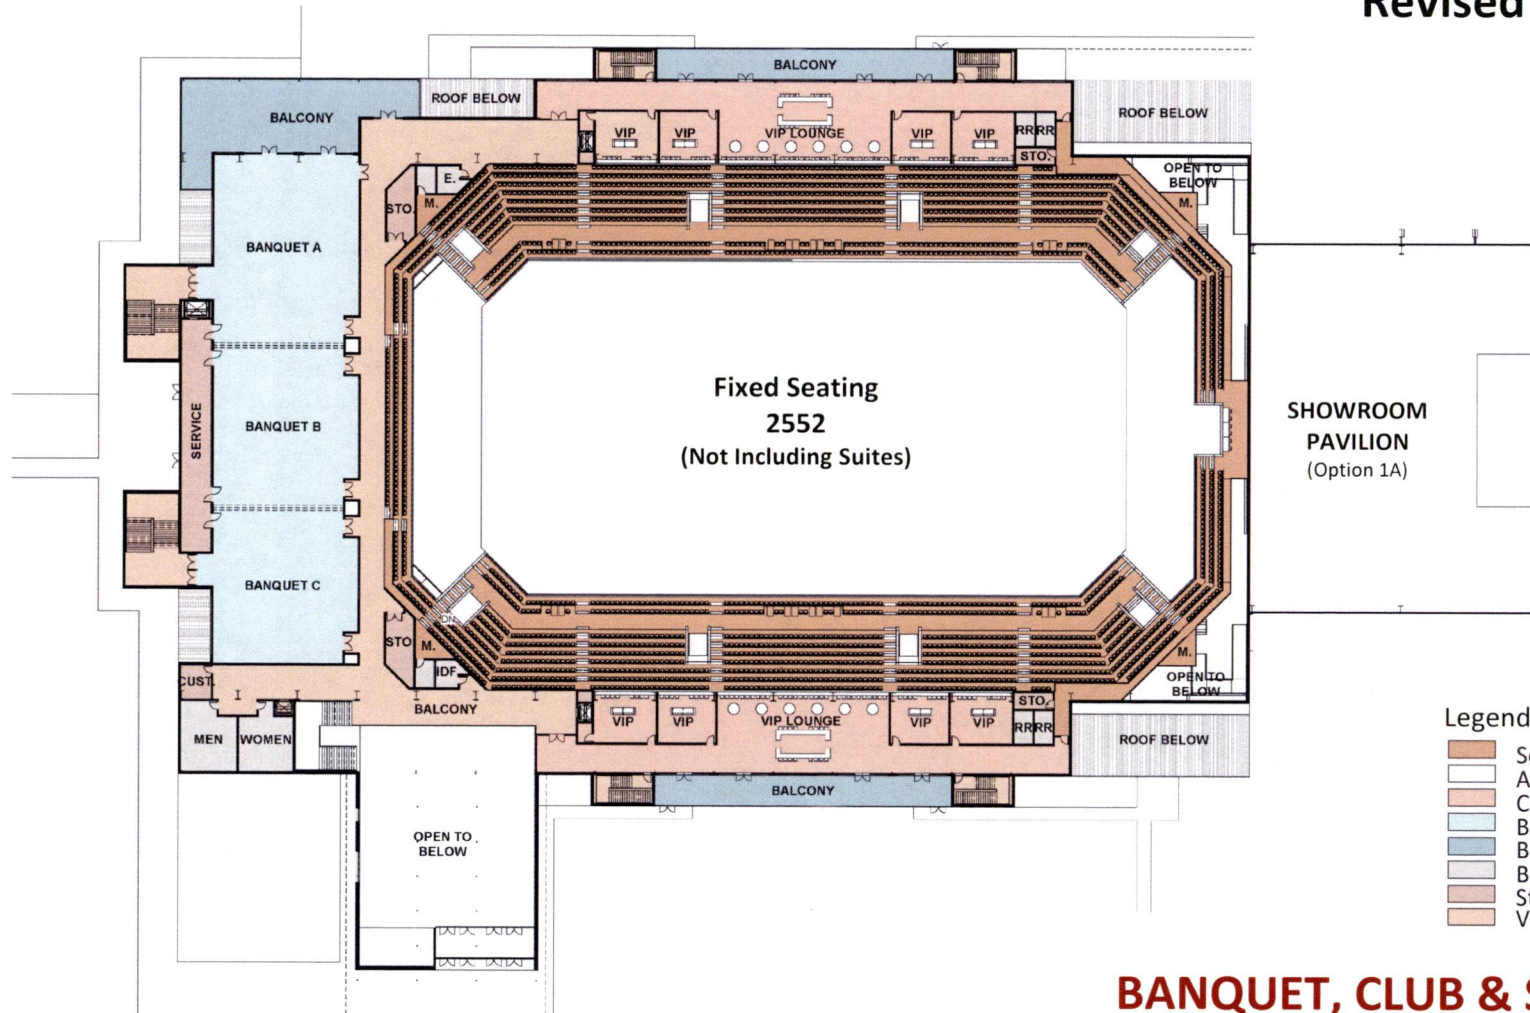 Revised
BALCONY
ROOF BELOW
BALCONY
ROOF BELOW
VIP
VIP
VIP LOUNGE
VIP
VIP
RR
RR
STO.
OPEN TO
BELOW
E.
M.
STO.
M.
BANQUET A
SERVICE
BANQUET B
Fixed Seating
2552
(Not Including Suites)
SHOWROOM
PAVILION
(Option 1A)
BANQUET C
DN
STO
M.
IDF
M.
OPEN TO
BELOW
CUST.
BALCONY
MEN
WOMEN
VIP
VIP
VIP LOUNGE
VIP
VIP
STO.
RR
RR
ROOF BELOW
BALCONY
OPEN TO
BELOW
Legend
S
A
C
B
B
B
St
V
BANQUET, CLUB & S